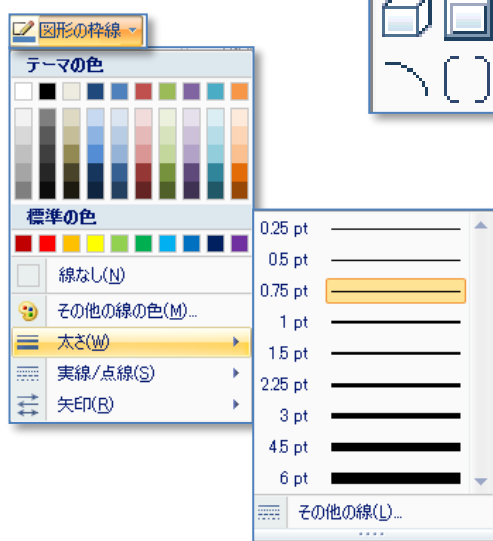 図形の枠線
テーマの色
標準の色
線なし(N)
その他の線の色(M)...
太さ(W)
実線/点線(S)
矢印(R)
0.25 pt
0.5 pt
0.75 pt
1 pt
1.5 pt
2.25 pt
3 pt
4.5 pt
6 pt
その他の線(L)...